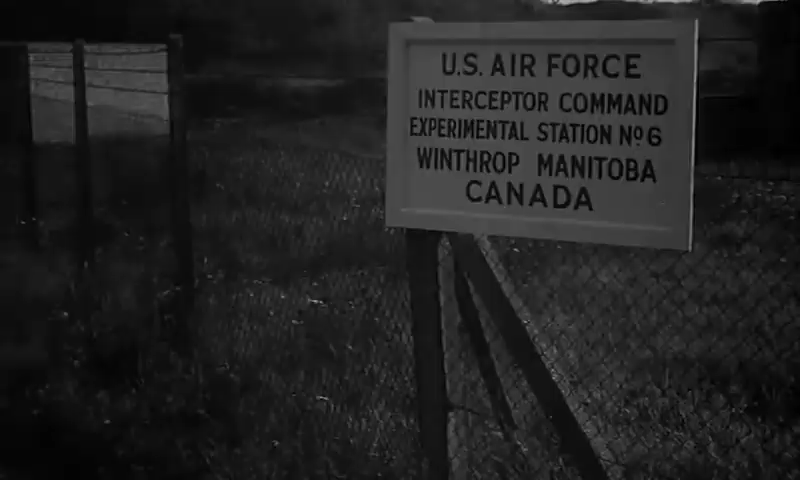 U.S. AIR FORCE
INTERCEPTOR COMMAND
EXPERIMENTAL STATION Nº 6
WINTHROP MANITOBA
CANADA